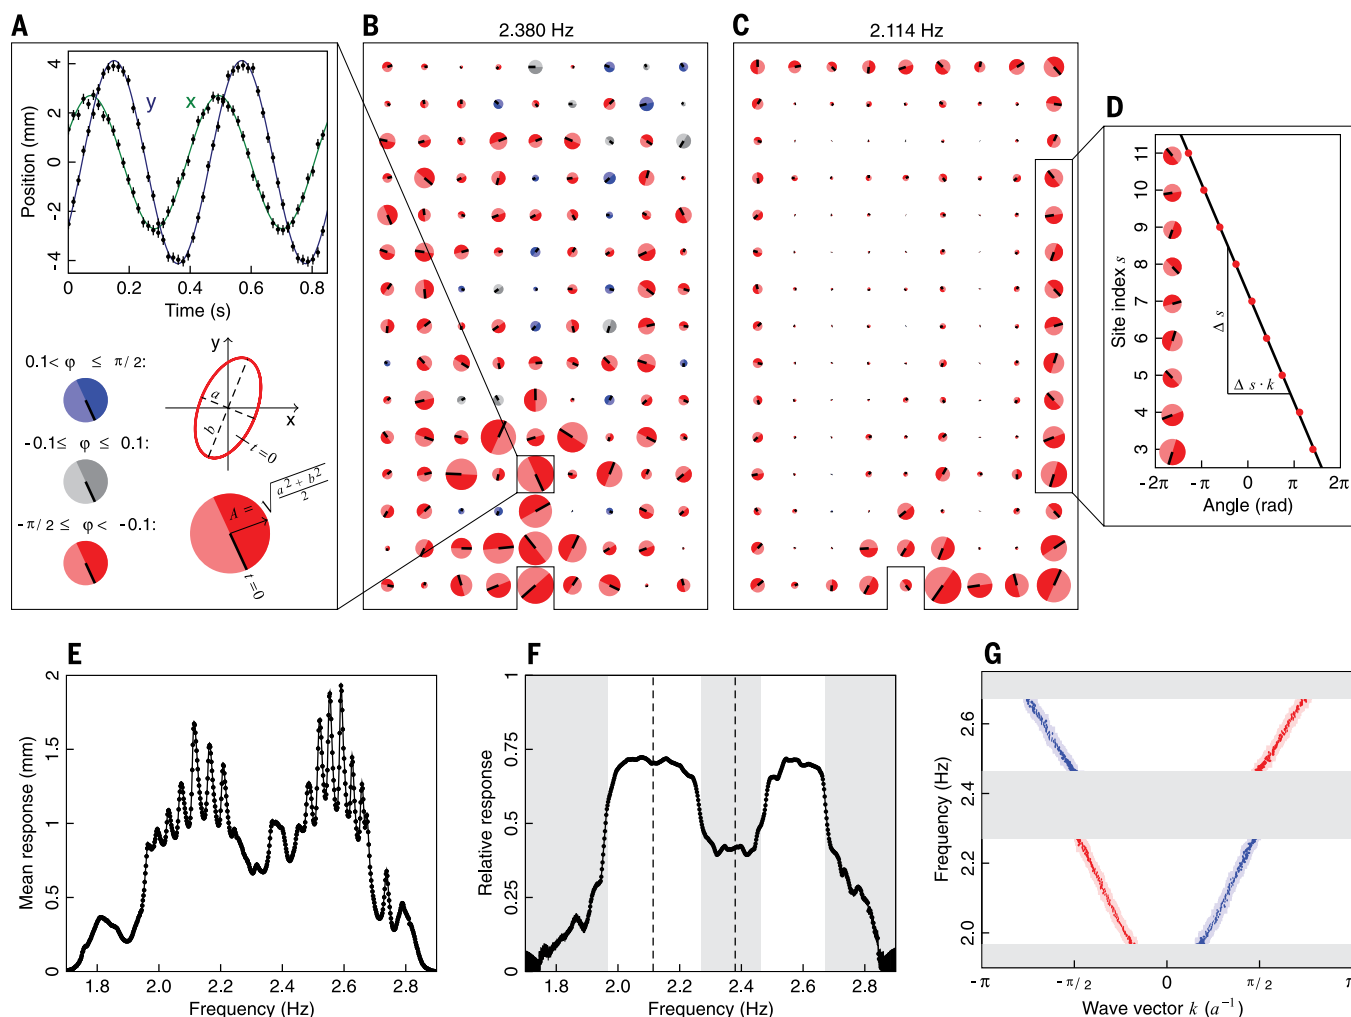 A
Position (mm)
4
2
0
-2
-4
y
x
0
0.2
0.4
0.6
0.8
Time (s)
0.1< φ ≤ π/2:
-0.1≤ φ ≤ 0.1:
-π/2 ≤ φ< -0.1:
y
x
a
b
t=0
A = √((a²+b²)/2)
t=0
B
2.380 Hz
C
2.114 Hz
D
Site index s
11
10
9
8
7
6
5
4
3
Δ s
Δ s · k
-2π
-π
0
π
2π
Angle (rad)
E
Mean response (mm)
2
1.5
1
0.5
0
1.8
2.0
2.2
2.4
2.6
2.8
Frequency (Hz)
F
Relative response
1
0.75
0.5
0.25
0
1.8
2.0
2.2
2.4
2.6
2.8
Frequency (Hz)
G
Frequency (Hz)
2.6
2.4
2.2
2.0
-π
-π/2
0
π/2
π
Wave vector k (a⁻¹)